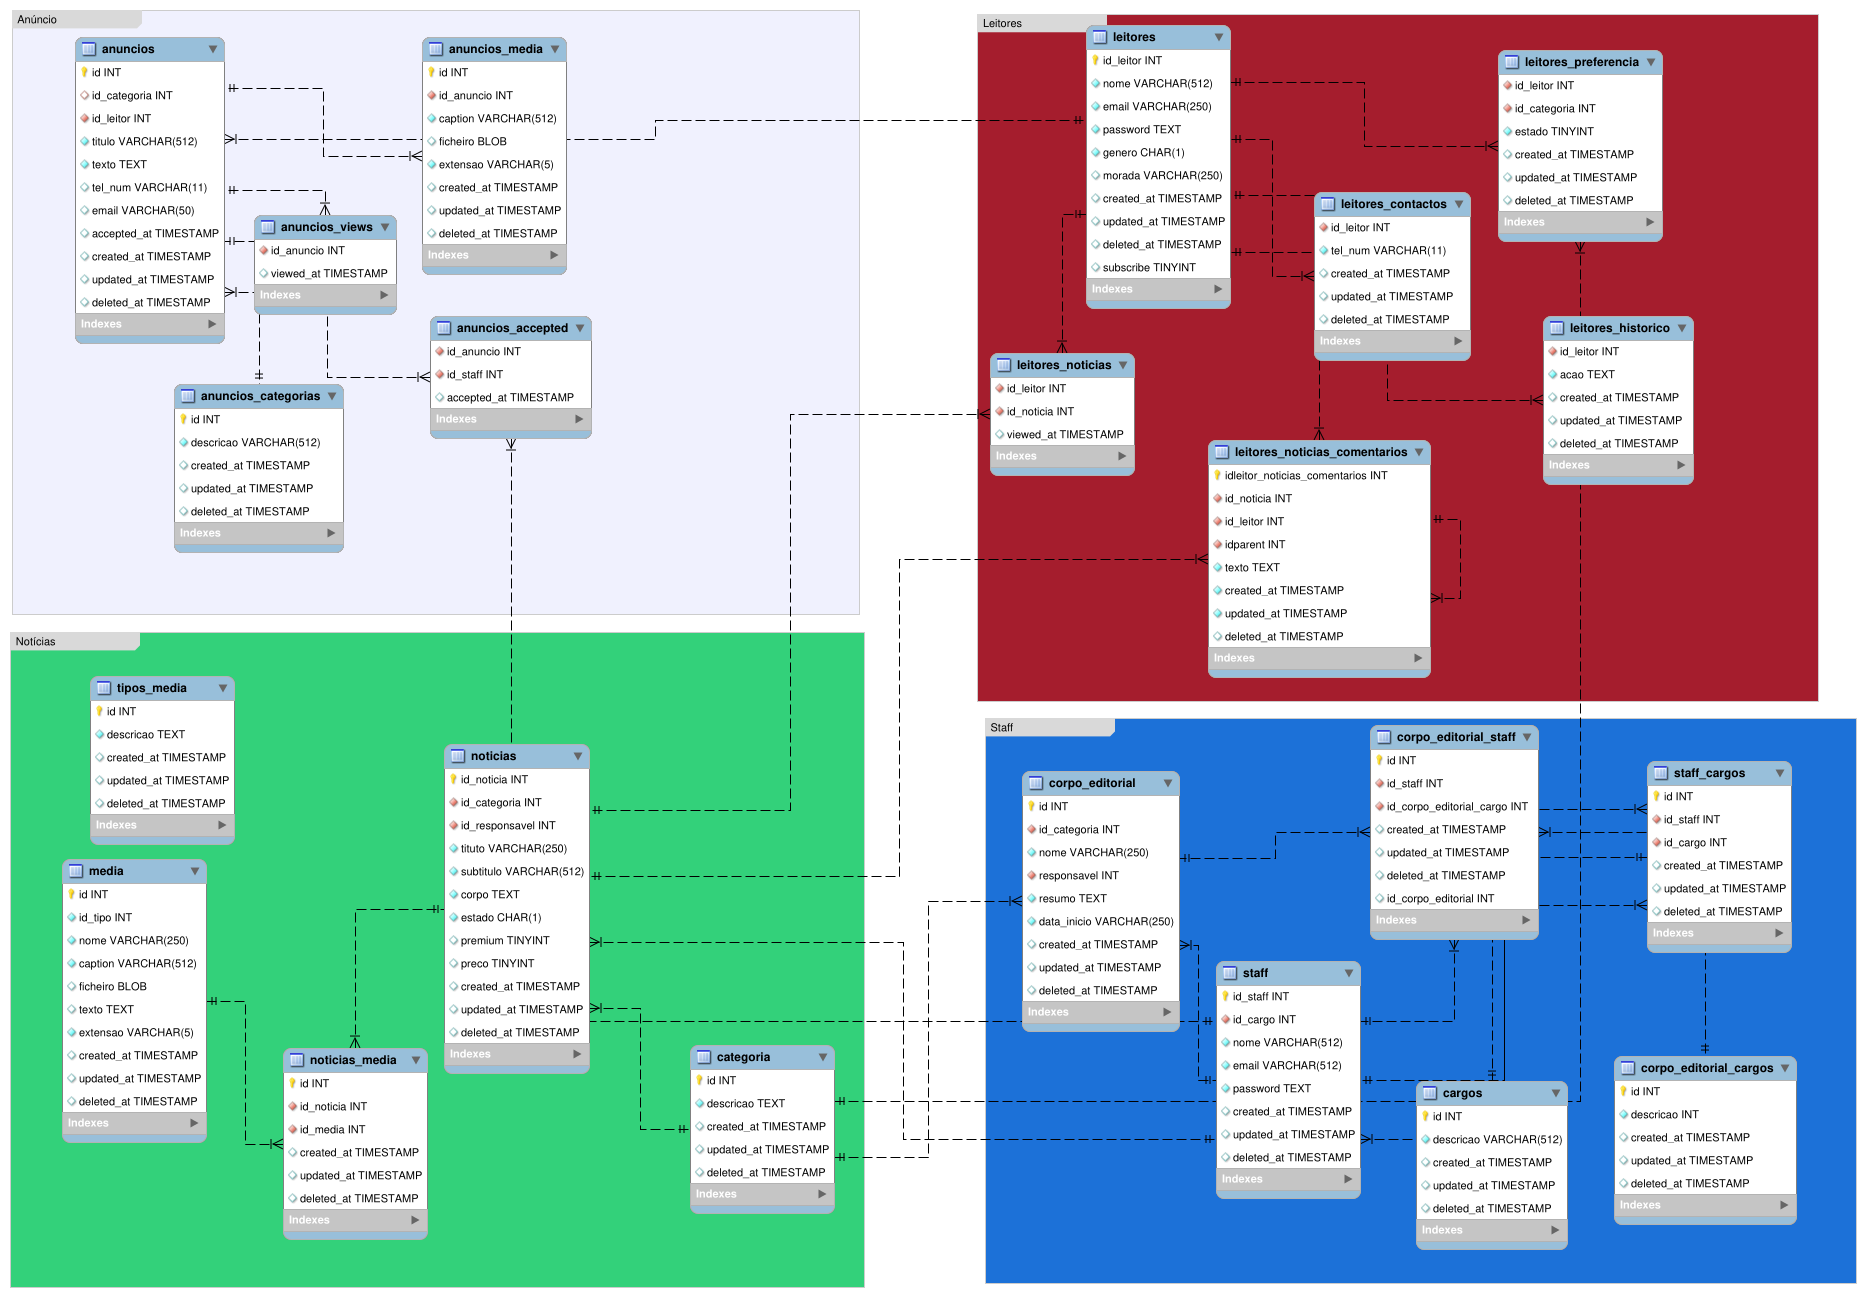 Anúncio
anuncios
id INT
id_categoria INT
id_leitor INT
titulo VARCHAR(512)
texto TEXT
tel_num VARCHAR(11)
email VARCHAR(50)
accepted_at TIMESTAMP
created_at TIMESTAMP
updated_at TIMESTAMP
deleted_at TIMESTAMP
Indexes
anuncios_media
id INT
id_anuncio INT
caption VARCHAR(512)
ficheiro BLOB
extensao VARCHAR(5)
created_at TIMESTAMP
updated_at TIMESTAMP
deleted_at TIMESTAMP
Indexes
anuncios_views
id_anuncio INT
viewed_at TIMESTAMP
Indexes
anuncios_accepted
id_anuncio INT
id_staff INT
accepted_at TIMESTAMP
Indexes
anuncios_categorias
id INT
descricao VARCHAR(512)
created_at TIMESTAMP
updated_at TIMESTAMP
deleted_at TIMESTAMP
Indexes
Leitores
leitores
id_leitor INT
nome VARCHAR(512)
email VARCHAR(250)
password TEXT
genero CHAR(1)
morada VARCHAR(250)
created_at TIMESTAMP
updated_at TIMESTAMP
deleted_at TIMESTAMP
subscribe TINYINT
Indexes
leitores_preferencia
id_leitor INT
id_categoria INT
estado TINYINT
created_at TIMESTAMP
updated_at TIMESTAMP
deleted_at TIMESTAMP
Indexes
leitores_contactos
id_leitor INT
tel_num VARCHAR(11)
created_at TIMESTAMP
updated_at TIMESTAMP
deleted_at TIMESTAMP
Indexes
leitores_historico
id_leitor INT
acao TEXT
created_at TIMESTAMP
updated_at TIMESTAMP
deleted_at TIMESTAMP
Indexes
leitores_noticias
id_leitor INT
id_noticia INT
viewed_at TIMESTAMP
Indexes
leitores_noticias_comentarios
idleitor_noticias_comentarios INT
id_noticia INT
id_leitor INT
idparent INT
texto TEXT
created_at TIMESTAMP
updated_at TIMESTAMP
deleted_at TIMESTAMP
Indexes
Notícias
tipos_media
id INT
descricao TEXT
created_at TIMESTAMP
updated_at TIMESTAMP
deleted_at TIMESTAMP
Indexes
media
id INT
id_tipo INT
nome VARCHAR(250)
caption VARCHAR(512)
ficheiro BLOB
texto TEXT
extensao VARCHAR(5)
created_at TIMESTAMP
updated_at TIMESTAMP
deleted_at TIMESTAMP
Indexes
noticias
id_noticia INT
id_categoria INT
id_responsavel INT
tituto VARCHAR(250)
subtitulo VARCHAR(512)
corpo TEXT
estado CHAR(1)
premium TINYINT
preco TINYINT
created_at TIMESTAMP
updated_at TIMESTAMP
deleted_at TIMESTAMP
Indexes
noticias_media
id INT
id_noticia INT
id_media INT
created_at TIMESTAMP
updated_at TIMESTAMP
deleted_at TIMESTAMP
Indexes
categoria
id INT
descricao TEXT
created_at TIMESTAMP
updated_at TIMESTAMP
deleted_at TIMESTAMP
Indexes
Staff
corpo_editorial
id INT
id_categoria INT
nome VARCHAR(250)
responsavel INT
resumo TEXT
data_inicio VARCHAR(250)
created_at TIMESTAMP
updated_at TIMESTAMP
deleted_at TIMESTAMP
Indexes
corpo_editorial_staff
id INT
id_staff INT
id_corpo_editorial_cargo INT
created_at TIMESTAMP
updated_at TIMESTAMP
deleted_at TIMESTAMP
id_corpo_editorial INT
Indexes
staff_cargos
id INT
id_staff INT
id_cargo INT
created_at TIMESTAMP
updated_at TIMESTAMP
deleted_at TIMESTAMP
Indexes
staff
id_staff INT
id_cargo INT
nome VARCHAR(512)
email VARCHAR(512)
password TEXT
created_at TIMESTAMP
updated_at TIMESTAMP
deleted_at TIMESTAMP
Indexes
cargos
id INT
descricao VARCHAR(512)
created_at TIMESTAMP
updated_at TIMESTAMP
deleted_at TIMESTAMP
Indexes
corpo_editorial_cargos
id INT
descricao INT
created_at TIMESTAMP
updated_at TIMESTAMP
deleted_at TIMESTAMP
Indexes